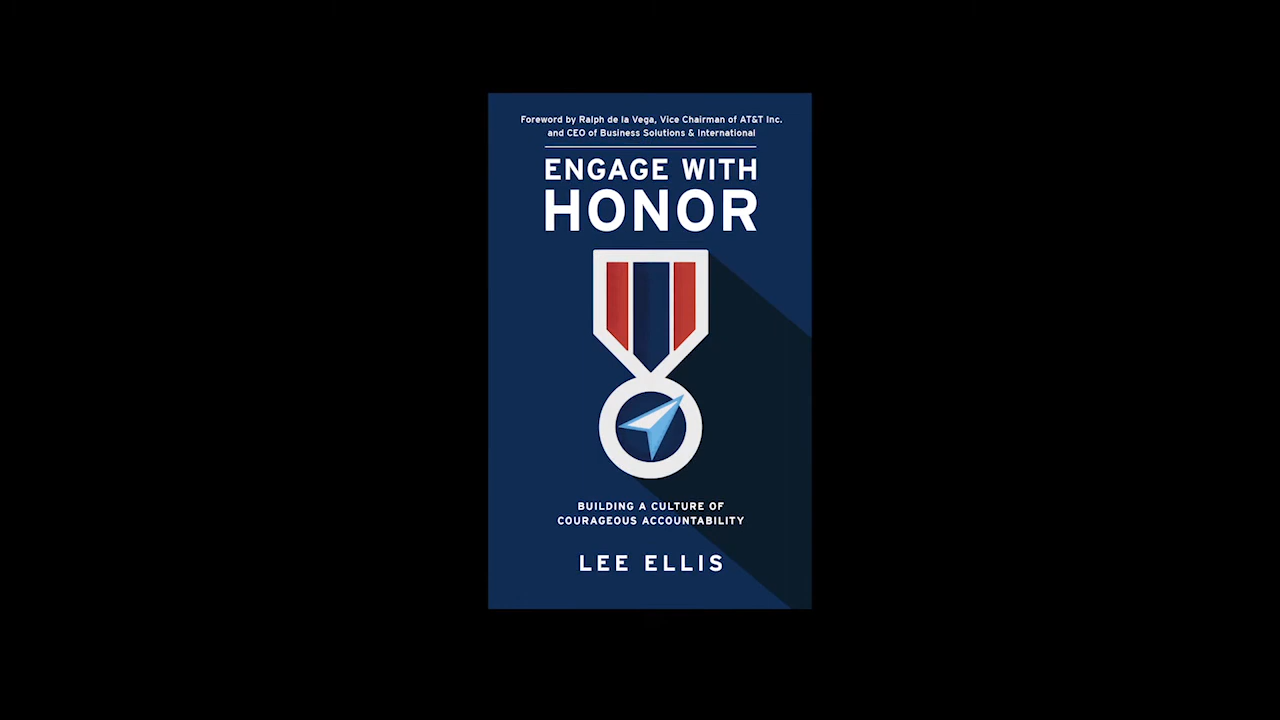 Foreword by Ralph de la Vega, Vice Chairman of AT&T Inc.
and CEO of Business Solutions & International
ENGAGE WITH
HONOR
BUILDING A CULTURE OF
COURAGEOUS ACCOUNTABILITY
LEE ELLIS